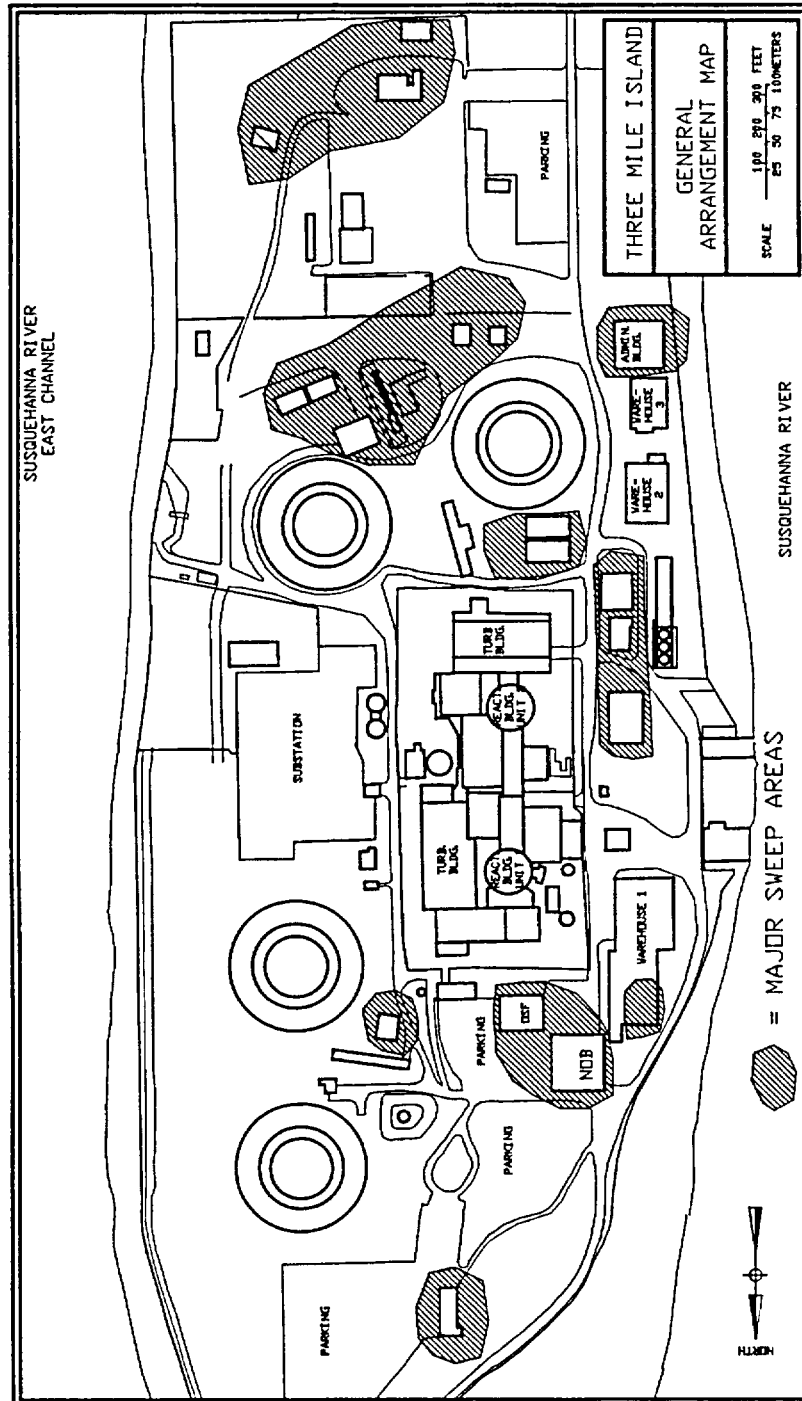 SUSQUEHANNA RIVER
EAST CHANNEL
PARKING
SUBSTATION
TURB.
BLDG.
REACT
BLDG.
UNIT
TURB
BLDG.
REACT
BLDG.
UNIT
PARKING
PARKING
PARKING
OSF
NOB
WAREHOUSE 1
WARE-
HOUSE
2
WARE-
HOUSE
3
ADMIN.
BLDG.
SUSQUEHANNA RIVER
= MAJOR SWEEP AREAS
NORTH
THREE MILE ISLAND
GENERAL
ARRANGEMENT MAP
SCALE
100 200 300 FEET
25 50 75 100METERS